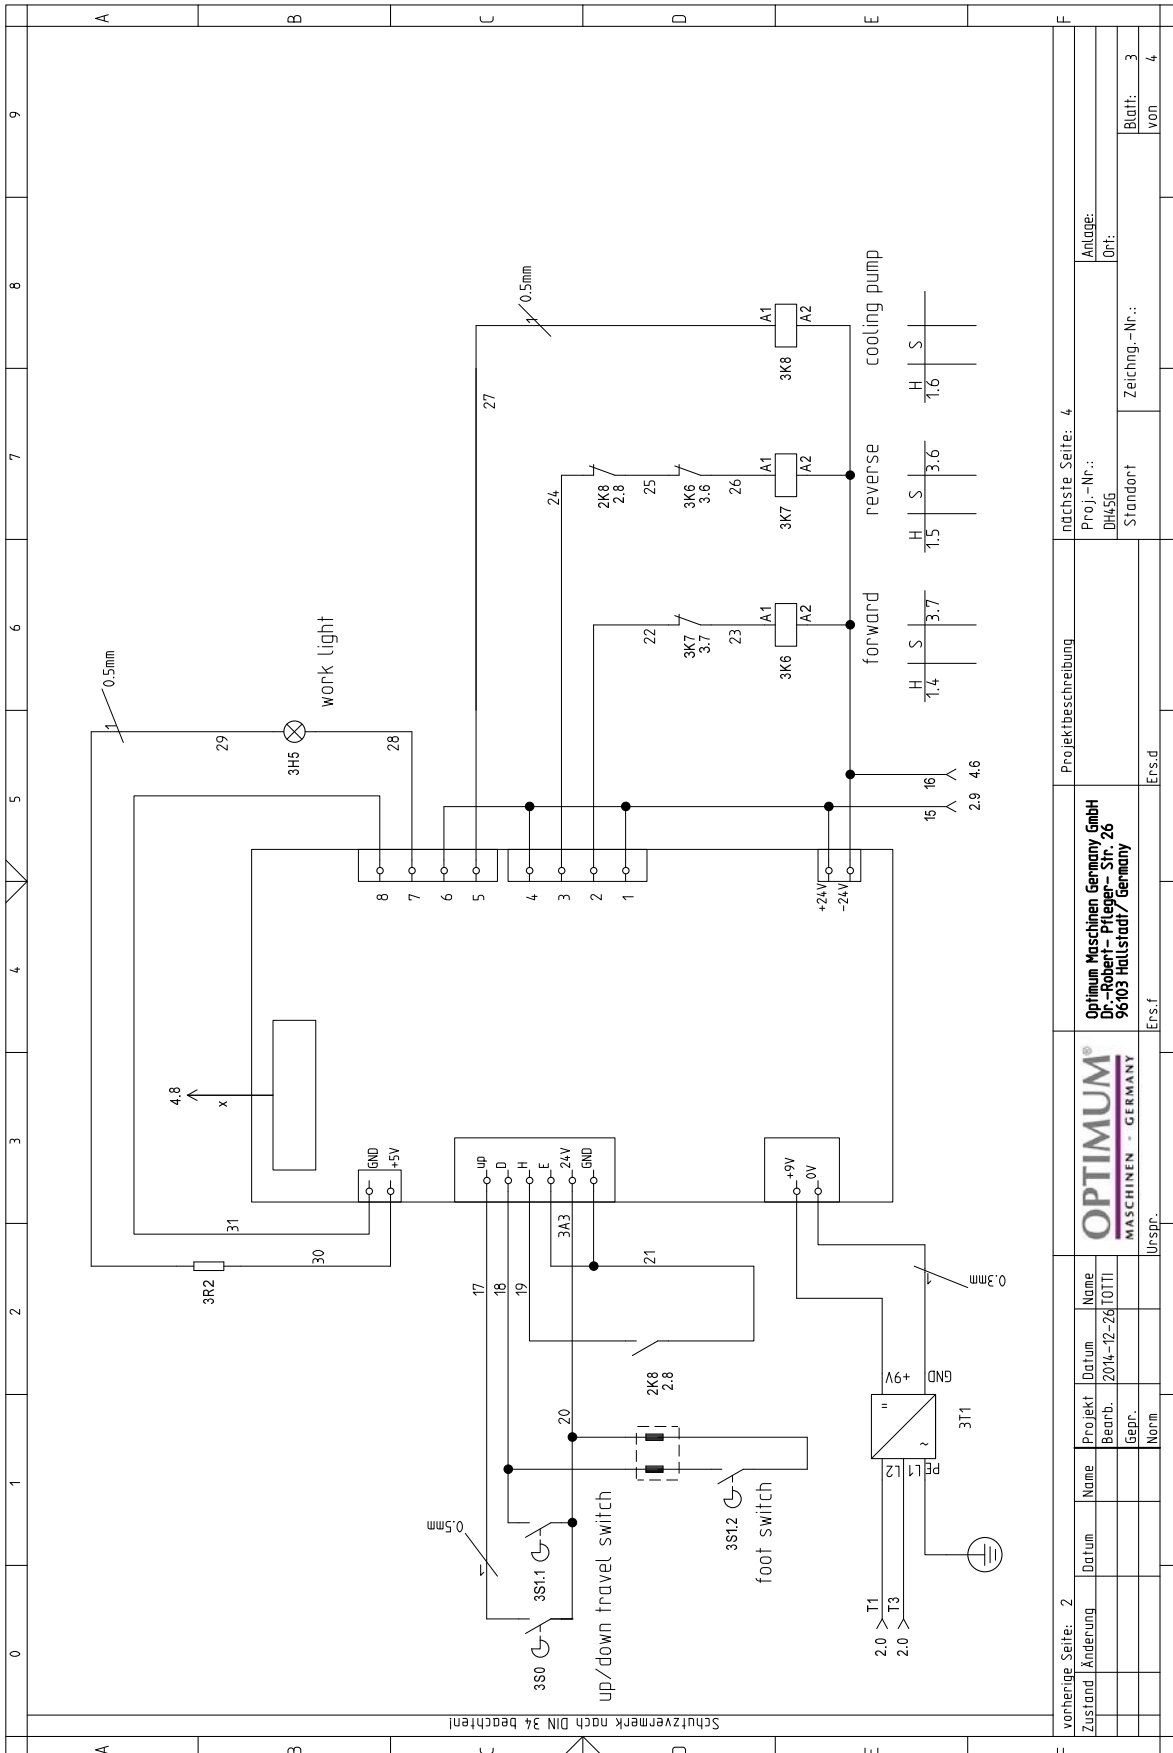 0 1 2 3 4 5 6 7 8 9
A
B
C
D
E
F
A
B
C
D
E
F
Schutzvermerk nach DIN 34 beachten!
0.5mm
1
29
3H5
work light
28
4.8
x
31
30
3R2
GND
+5V
8
7
6
5
4
3
2
1
+24V
-24V
up
D
H
E
24V
GND
3A3
+9V
0V
17
18
19
20
21
0.5mm
1
3S0
3S1.1
up/down travel switch
3S1.2
foot switch
2K8
2.8
0.3mm
1
+9V
GND
=
~
3T1
L2
L1
PE
T1
2.0
T3
2.0
15
2.9
16
4.6
22
3K7
3.7
23
3K6
A1
A2
forward
H S
1.4 3.7
24
2K8
2.8
25
3K6
3.6
26
3K7
A1
A2
reverse
H S
1.5 3.6
27
0.5mm
1
3K8
A1
A2
cooling pump
H S
1.6
vorherige Seite: 2
nächste Seite: 4
Zustand Änderung Datum Name
Projekt Datum Name
Bearb. 2014-12-26 TOTTI
Gepr.
Norm
OPTIMUM®
MASCHINEN - GERMANY
Urspr.
Ers.f
Ers.d
Optimum Maschinen Germany GmbH
Dr.-Robert- Pfleger- Str. 26
96103 Hallstadt/ Germany
Projektbeschreibung
Proj.-Nr.:
DH45G
Standort
Zeichng.-Nr.:
Anlage:
Ort:
Blatt: 3
von 4